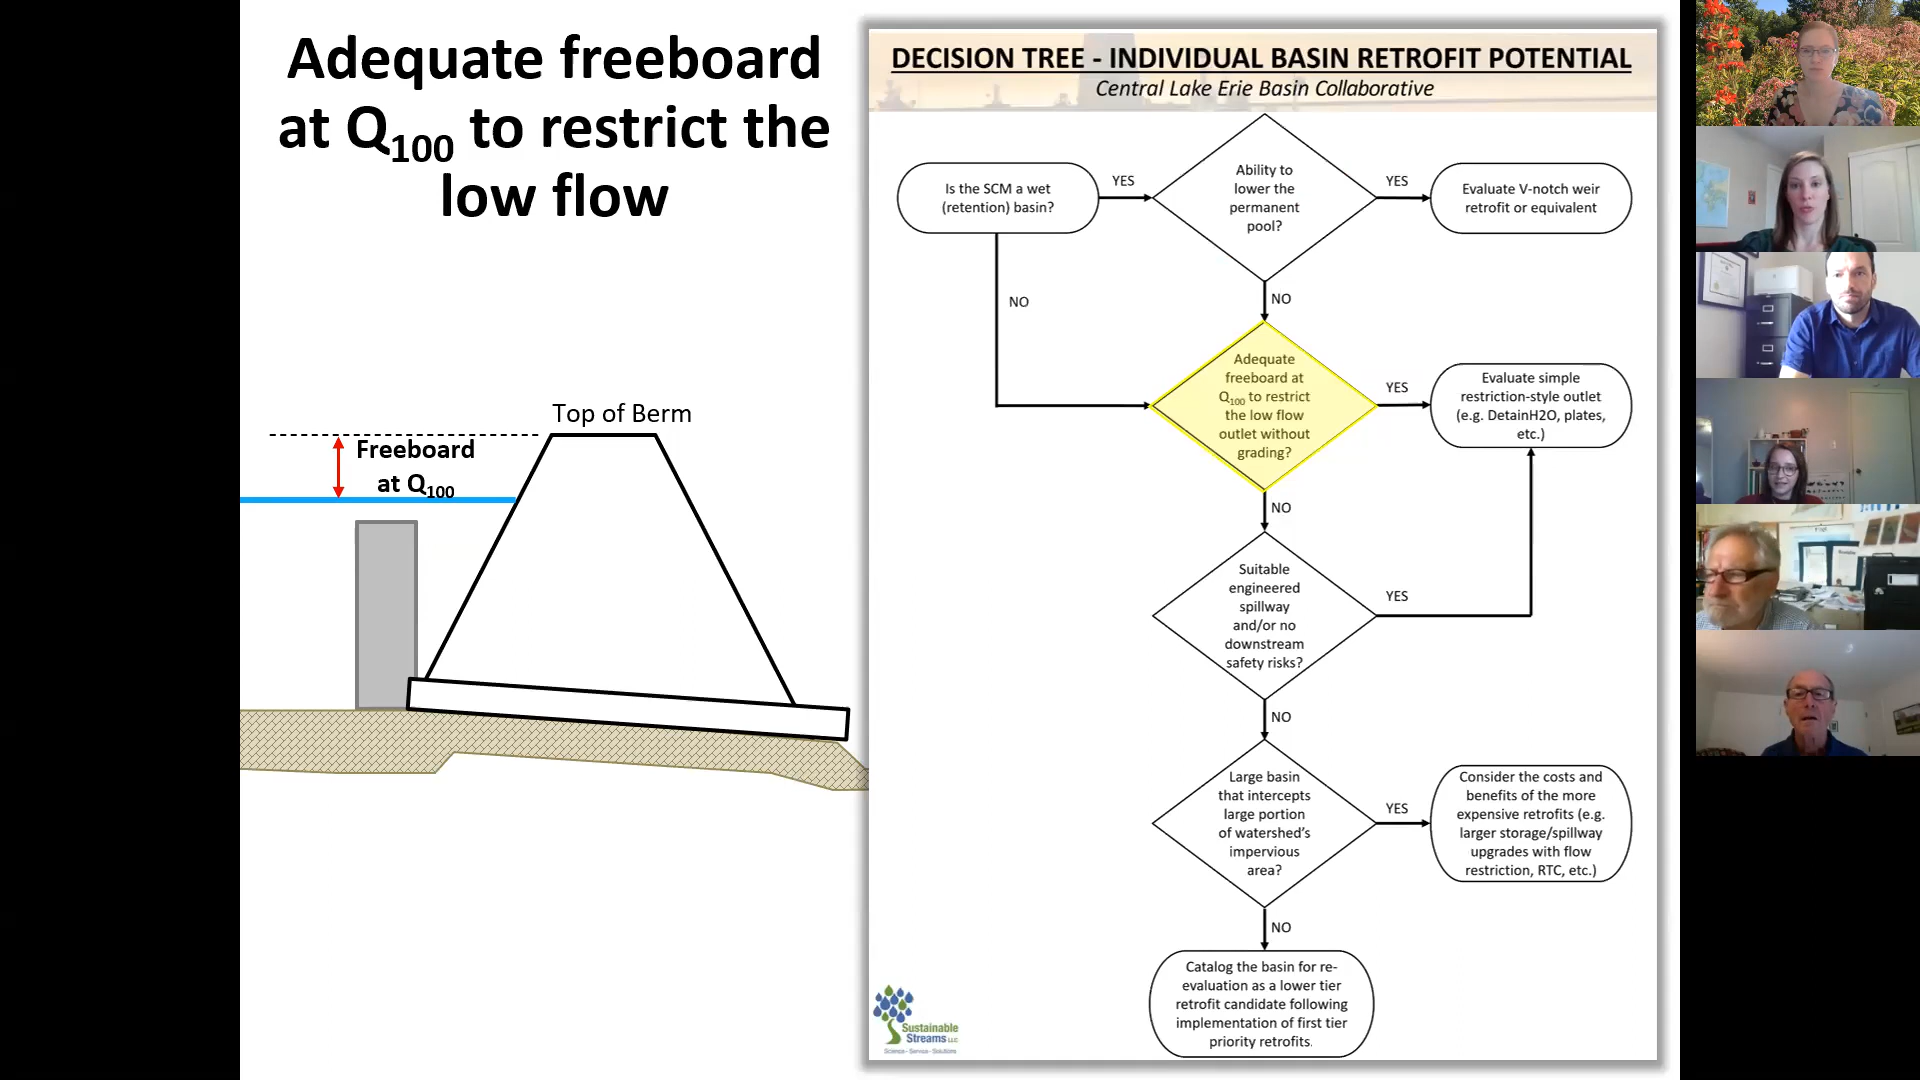 Adequate freeboard
at Q100 to restrict the
low flow
Top of Berm
Freeboard
at Q100
DECISION TREE - INDIVIDUAL BASIN RETROFIT POTENTIAL
Central Lake Erie Basin Collaborative
Is the SCM a wet
(retention) basin?
YES
Ability to
lower the
permanent
pool?
YES
Evaluate V-notch weir
retrofit or equivalent
NO
NO
Adequate
freeboard at
Q100 to restrict
the low flow
outlet without
grading?
YES
Evaluate simple
restriction-style outlet
(e.g. DetainH2O, plates,
etc.)
NO
Suitable
engineered
spillway
and/or no
downstream
safety risks?
YES
NO
Large basin
that intercepts
large portion
of watershed's
impervious
area?
YES
Consider the costs and
benefits of the more
expensive retrofits (e.g.
larger storage/spillway
upgrades with flow
restriction, RTC, etc.)
NO
Catalog the basin for re-
evaluation as a lower tier
retrofit candidate following
implementation of first tier
priority retrofits.
Sustainable
Streams LLC
Science - Service - Solutions